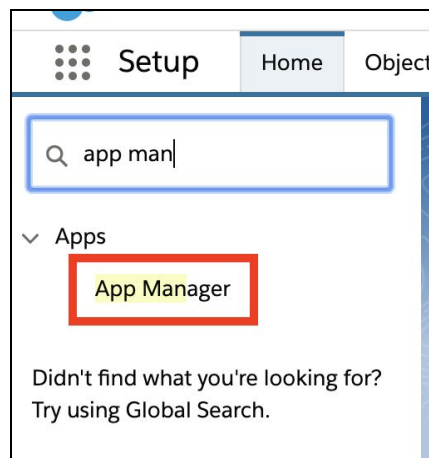 Setup
Home
Object
app man
Apps
App Manager
Didn't find what you're looking for?
Try using Global Search.